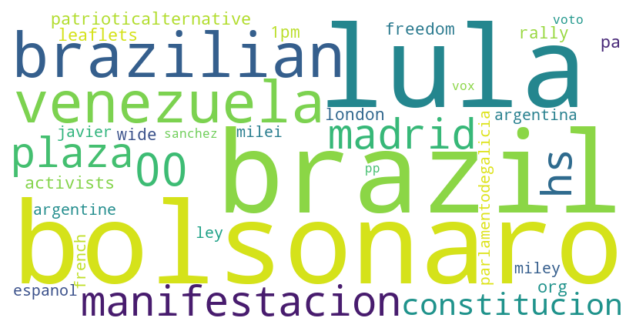 patrioticalternative
leaflets
1pm
freedom
voto
rally
pa
brazilian
lula
venezuela
vox
london
argentina
javier
wide
sanchez
milei
madrid
plaza
00
pp
hs
activists
brazil
parlamentodegalicia
argentine
bolsonaro
ley
french
miley
espanol
org
manifestacion
constitucion